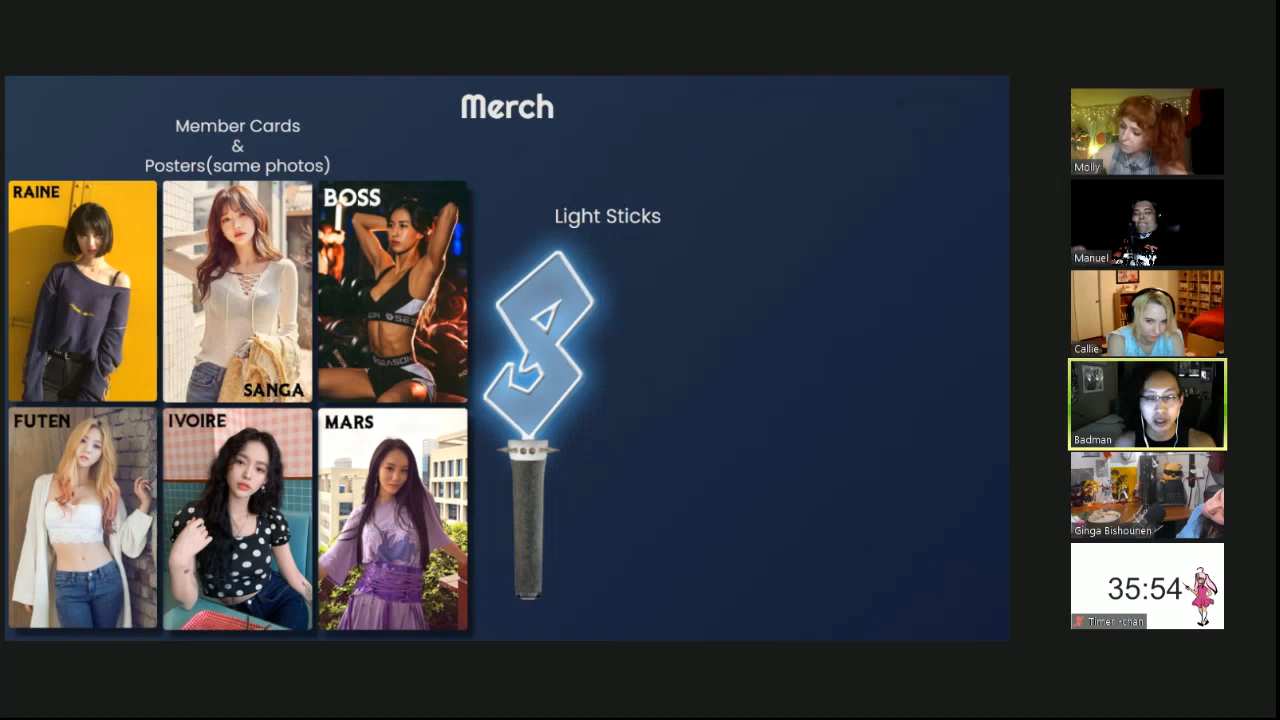 Merch
Member Cards
&
Posters(same photos)
RAINE
SANGA
BOSS
FUTEN
IVOIRE
MARS
Light Sticks
Molly
Manuel
Callie
Badman
Ginga Bishounen
35:54
Timer -chan